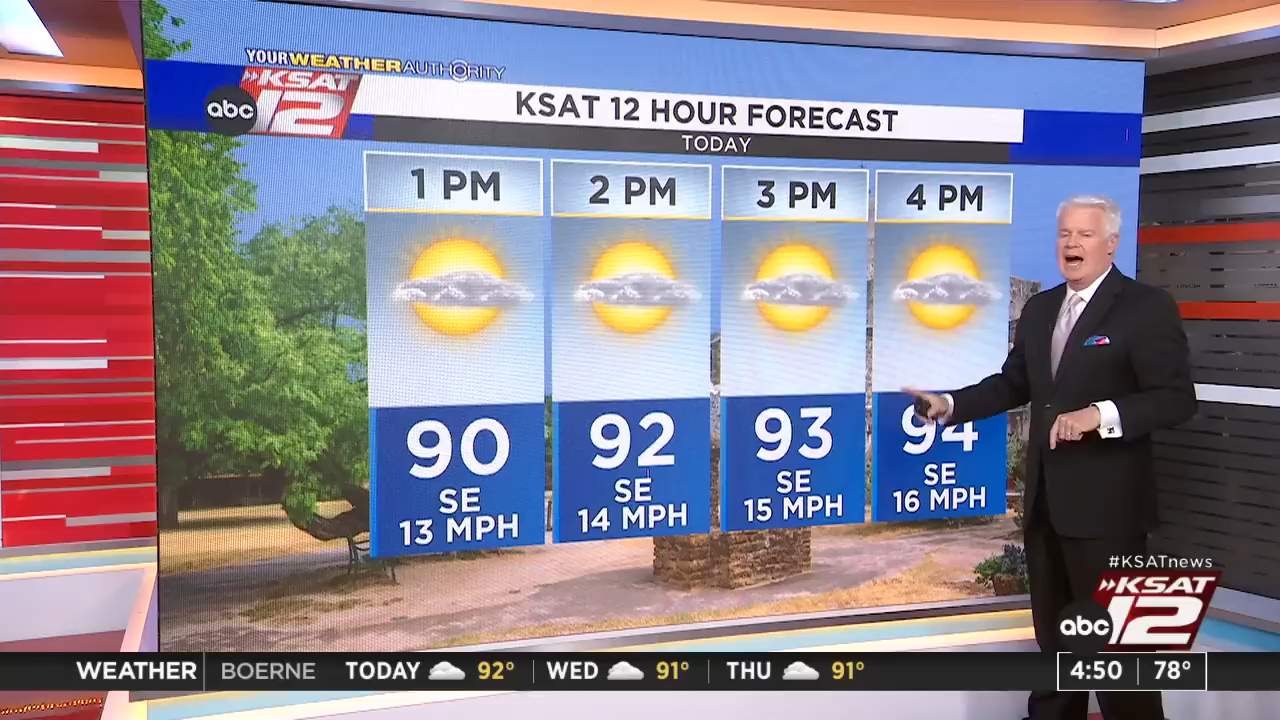 YOUR WEATHER AUTHORITY
KSAT
abc 12
KSAT 12 HOUR FORECAST
TODAY
1 PM 2 PM 3 PM 4 PM
90 92 93 94
SE SE SE SE
13 MPH 14 MPH 15 MPH 16 MPH
#KSATnews
KSAT
abc 12
WEATHER BOERNE TODAY 92° WED 91° THU 91° 4:50 78°